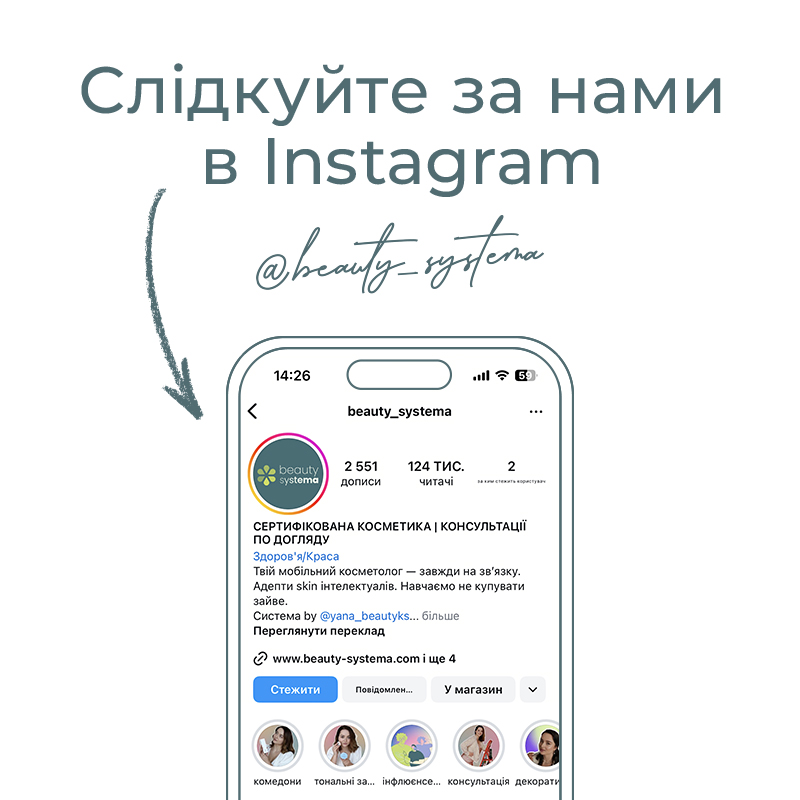 Слідкуйте за нами
в Instagram
@beauty_systema
14:26
59
beauty_systema
beauty
systema
2 551
дописи
124 ТИС.
читачі
2
за ким стежить користувач
СЕРТИФІКОВАНА КОСМЕТИКА | КОНСУЛЬТАЦІЇ
ПО ДОГЛЯДУ
Здоров'я/Краса
Твій мобільний косметолог — завжди на зв’язку.
Адепти skin інтелектуалів. Навчаємо не купувати
зайве.
Система by @yana_beautyks... більше
Переглянути переклад
www.beauty-systema.com і ще 4
Стежити
Повідомлен...
У магазин
комедони
тональні за...
інфлюєнсе...
консультація
декорати